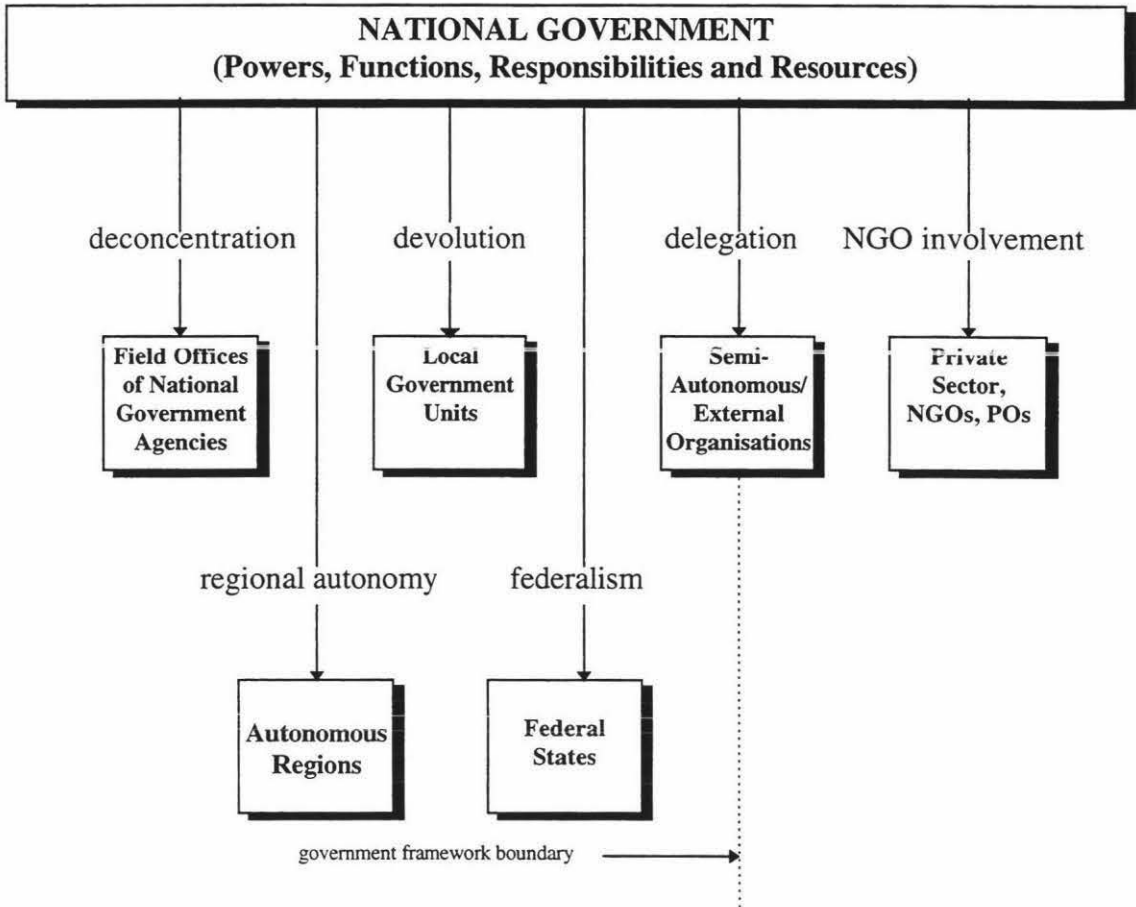 NATIONAL GOVERNMENT
(Powers, Functions, Responsibilities and Resources)
deconcentration
devolution
delegation
NGO involvement
Field Offices
of National
Government
Agencies
Local
Government
Units
Semi-
Autonomous/
External
Organisations
Private
Sector,
NGOs, POs
regional autonomy
federalism
Autonomous
Regions
Federal
States
government framework boundary